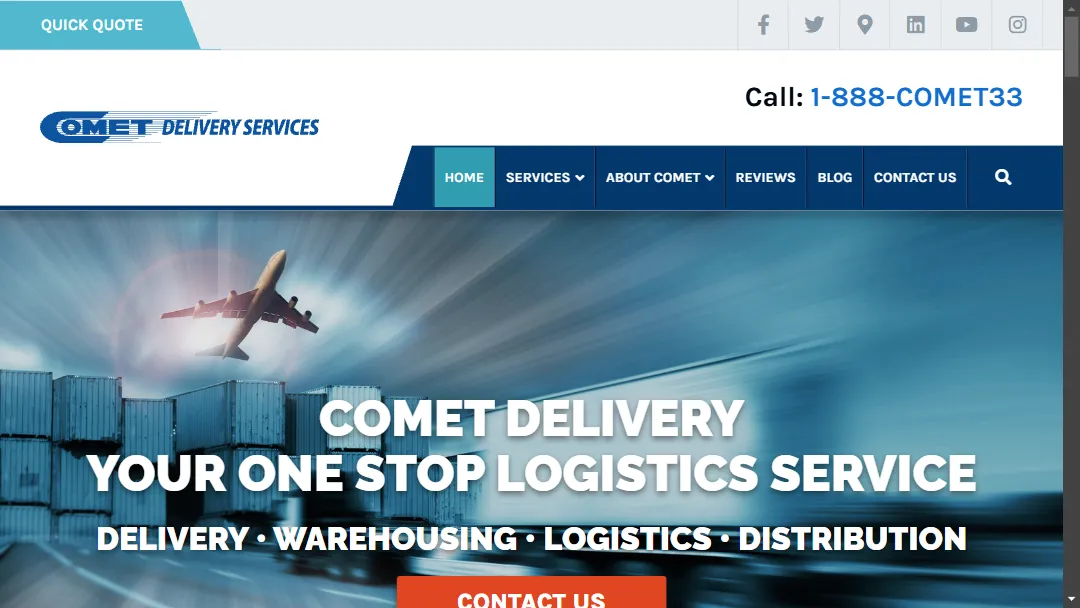 QUICK QUOTE
Call: 1-888-COMET33
COMET DELIVERY SERVICES
HOME SERVICES ABOUT COMET REVIEWS BLOG CONTACT US
COMET DELIVERY
YOUR ONE STOP LOGISTICS SERVICE
DELIVERY • WAREHOUSING • LOGISTICS • DISTRIBUTION
CONTACT US